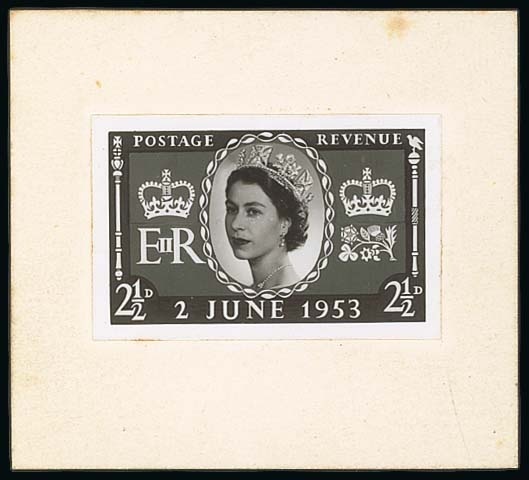 POSTAGE REVENUE
EIIR
2½D 2 JUNE 1953 2½D